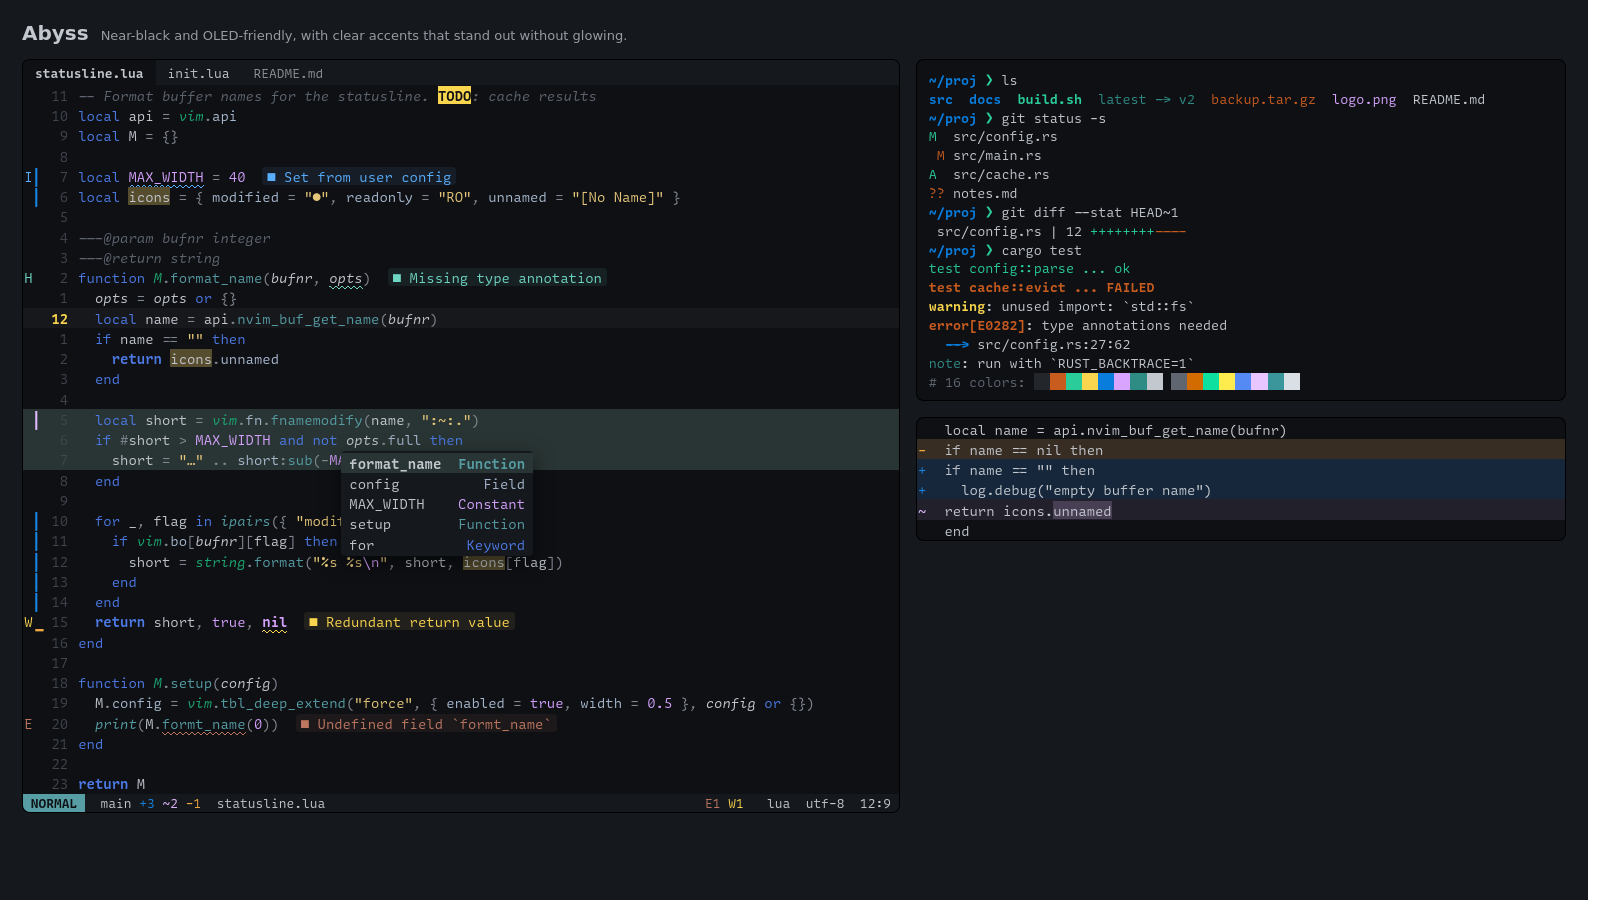 Abyss Near-black and OLED-friendly, with clear accents that stand out without glowing.
statusline.lua init.lua README.md
11 -- Format buffer names for the statusline. TODO: cache results
10 local api = vim.api
9 local M = {}
8
I 7 local MAX_WIDTH = 40 ■ Set from user config
6 local icons = { modified = "●", readonly = "RO", unnamed = "[No Name]" }
5
4 ---@param bufnr integer
3 ---@return string
H 2 function M.format_name(bufnr, opts) ■ Missing type annotation
1 opts = opts or {}
12 local name = api.nvim_buf_get_name(bufnr)
1 if name == "" then
2 return icons.unnamed
3 end
4
5 local short = vim.fn.fnamemodify(name, ":~:.")
6 if #short > MAX_WIDTH and not opts.full then
7 short = "…" .. short:sub(-MA
8 end
9
10 for _, flag in ipairs({ "modif
11 if vim.bo[bufnr][flag] then
12 short = string.format("%s %s\n", short, icons[flag])
13 end
14 end
W 15 return short, true, nil ■ Redundant return value
16 end
17
18 function M.setup(config)
19 M.config = vim.tbl_deep_extend("force", { enabled = true, width = 0.5 }, config or {})
E 20 print(M.formt_name(0)) ■ Undefined field `formt_name`
21 end
22
23 return M
format_name Function
config Field
MAX_WIDTH Constant
setup Function
for Keyword
NORMAL main +3 ~2 -1 statusline.lua E1 W1 lua utf-8 12:9
~/proj ❯ ls
src docs build.sh latest -> v2 backup.tar.gz logo.png README.md
~/proj ❯ git status -s
M src/config.rs
M src/main.rs
A src/cache.rs
?? notes.md
~/proj ❯ git diff --stat HEAD~1
src/config.rs | 12 ++++++++----
~/proj ❯ cargo test
test config::parse ... ok
test cache::evict ... FAILED
warning: unused import: `std::fs`
error[E0282]: type annotations needed
--> src/config.rs:27:62
note: run with `RUST_BACKTRACE=1`
# 16 colors:
local name = api.nvim_buf_get_name(bufnr)
- if name == nil then
+ if name == "" then
+ log.debug("empty buffer name")
~ return icons.unnamed
end